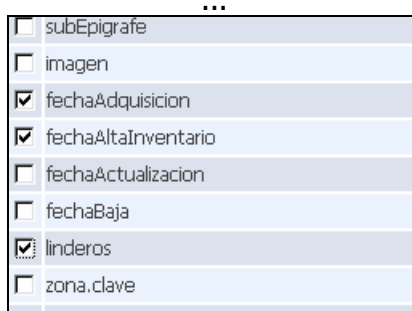 ...
subEpigrafe
imagen
fechaAdquisicion
fechaAltaInventario
fechaActualizacion
fechaBaja
linderos
zona.clave